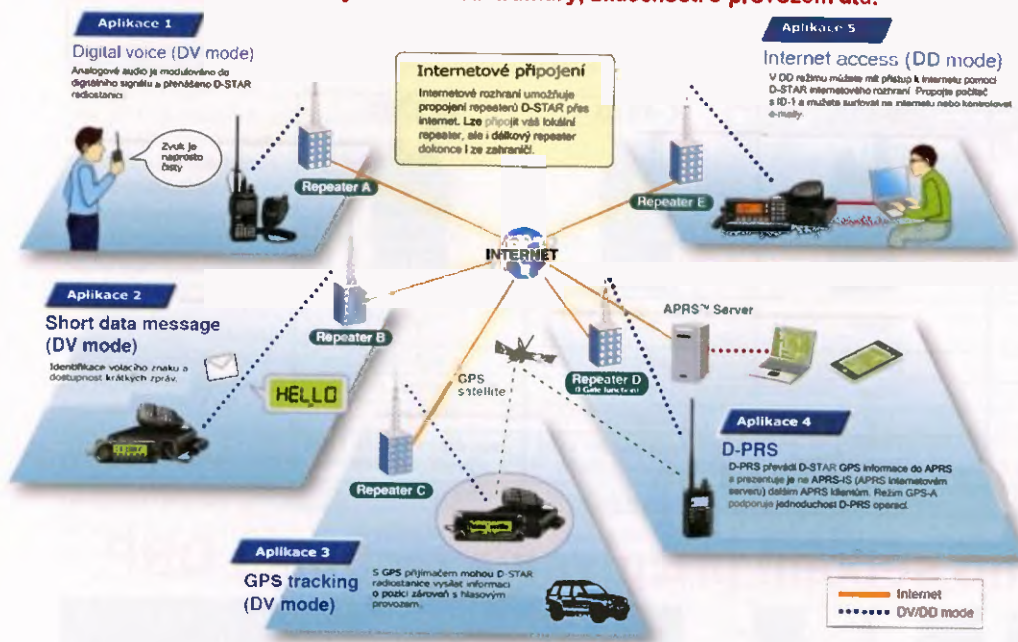 provozem dtd.
Aplikace 1
Digital voice (DV mode)
Analogové audio je modulováno do
digitálního signálu a přenášeno D-STAR
radiostanicí
Zvuk je
naprosto
čistý
Repeater A
Internetové připojení
Internetové rozhraní umožňuje
propojení repeaterů D-STAR přes
internet. Lze připojit váš lokální
repeater, ale i dálkový repeater
dokonce i ze zahraničí.
Aplikace 5
Internet access (DD mode)
V DD režimu můžete mít přístup k internetu pomocí
D-STAR internetového rozhraní. Propojte počítač
s ID-1 a můžete surfovat na internetu nebo kontrolovat
e-maily.
Repeater E
INTERNET
Aplikace 2
Short data message
(DV mode)
Identifikace volacího znaku a
dostupnost krátkých zpráv.
HELLO
Repeater B
GPS
satellite
Repeater C
APRS™ Server
Repeater D
(I Gate function)
Aplikace 4
D-PRS
D-PRS převádí D-STAR GPS informace do APRS
a prezentuje je na APRS-IS (APRS internetovém
serveru) dalším APRS klientům. Režim GPS-A
podporuje jednoduchost D-PRS operací.
Aplikace 3
GPS tracking
(DV mode)
S GPS přijímačem mohou D-STAR
radiostanice vysílat informaci
o pozici zároveň s hlasovým
provozem.
Internet
DV/DD mode